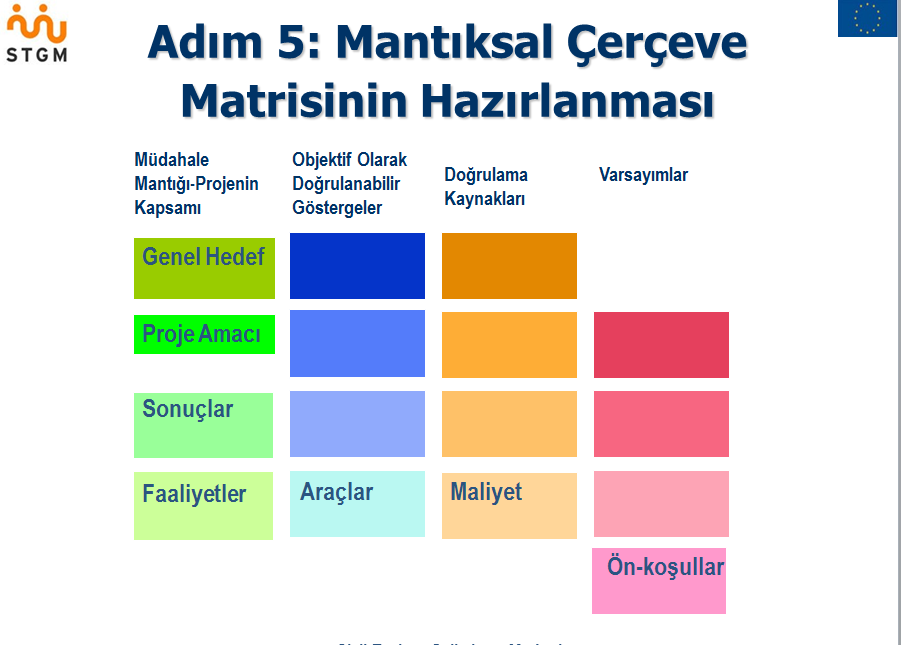 STGM
Adım 5: Mantıksal Çerçeve
Matrisinin Hazırlanması
Müdahale
Mantığı-Projenin
Kapsamı
Objektif Olarak
Doğrulanabilir
Göstergeler
Doğrulama
Kaynakları
Varsayımlar
Genel Hedef
Proje Amacı
Sonuçlar
Faaliyetler
Araçlar
Maliyet
Ön-koşullar